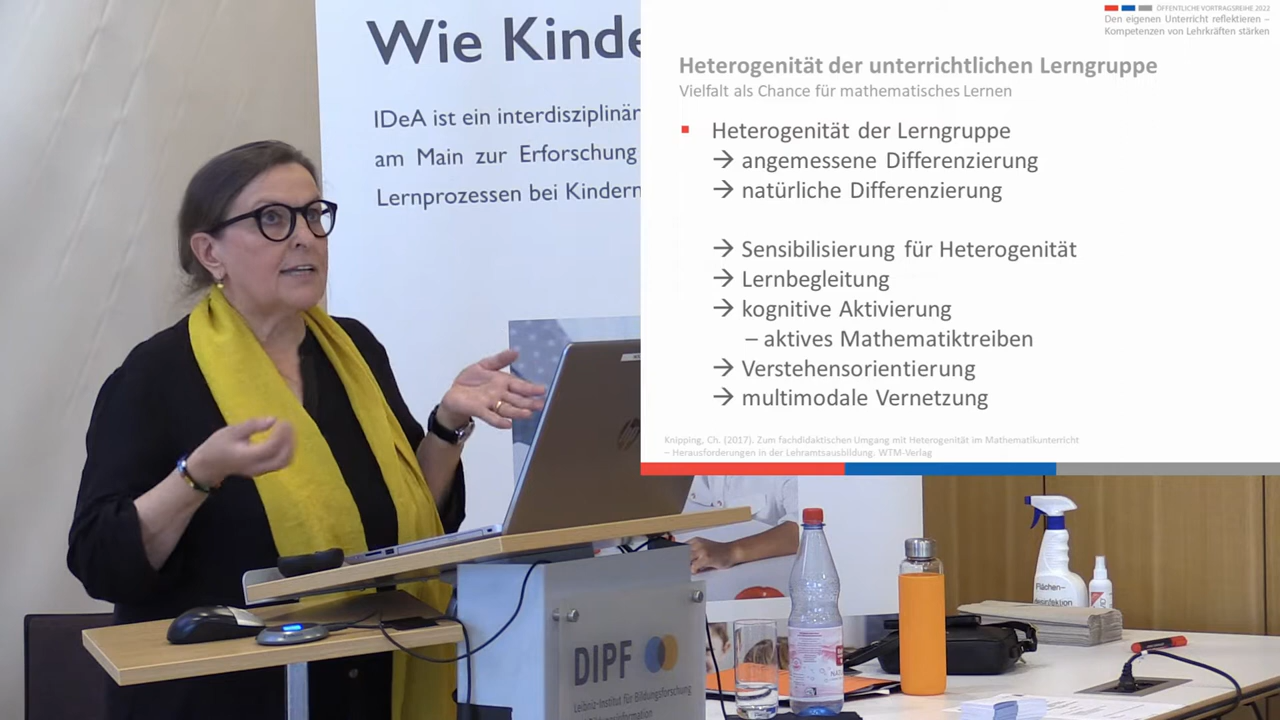 Wie Kinde
IDeA ist ein interdisziplinär
am Main zur Erforschung
Lernprozessen bei Kindern
ÖFFENTLICHE VORTRAGSREIHE 2022
Den eigenen Unterricht reflektieren –
Kompetenzen von Lehrkräften stärken
Heterogenität der unterrichtlichen Lerngruppe
Vielfalt als Chance für mathematisches Lernen
▪ Heterogenität der Lerngruppe
→ angemessene Differenzierung
→ natürliche Differenzierung
→ Sensibilisierung für Heterogenität
→ Lernbegleitung
→ kognitive Aktivierung
– aktives Mathematiktreiben
→ Verstehensorientierung
→ multimodale Vernetzung
Knipping, Ch. (2017). Zum fachdidaktischen Umgang mit Heterogenität im Mathematikunterricht
– Herausforderungen in der Lehramtsausbildung. WTM-Verlag
Flächen-
desinfektion
DIPF
Leibniz-Institut für Bildungsforschung
Bildungsinformation